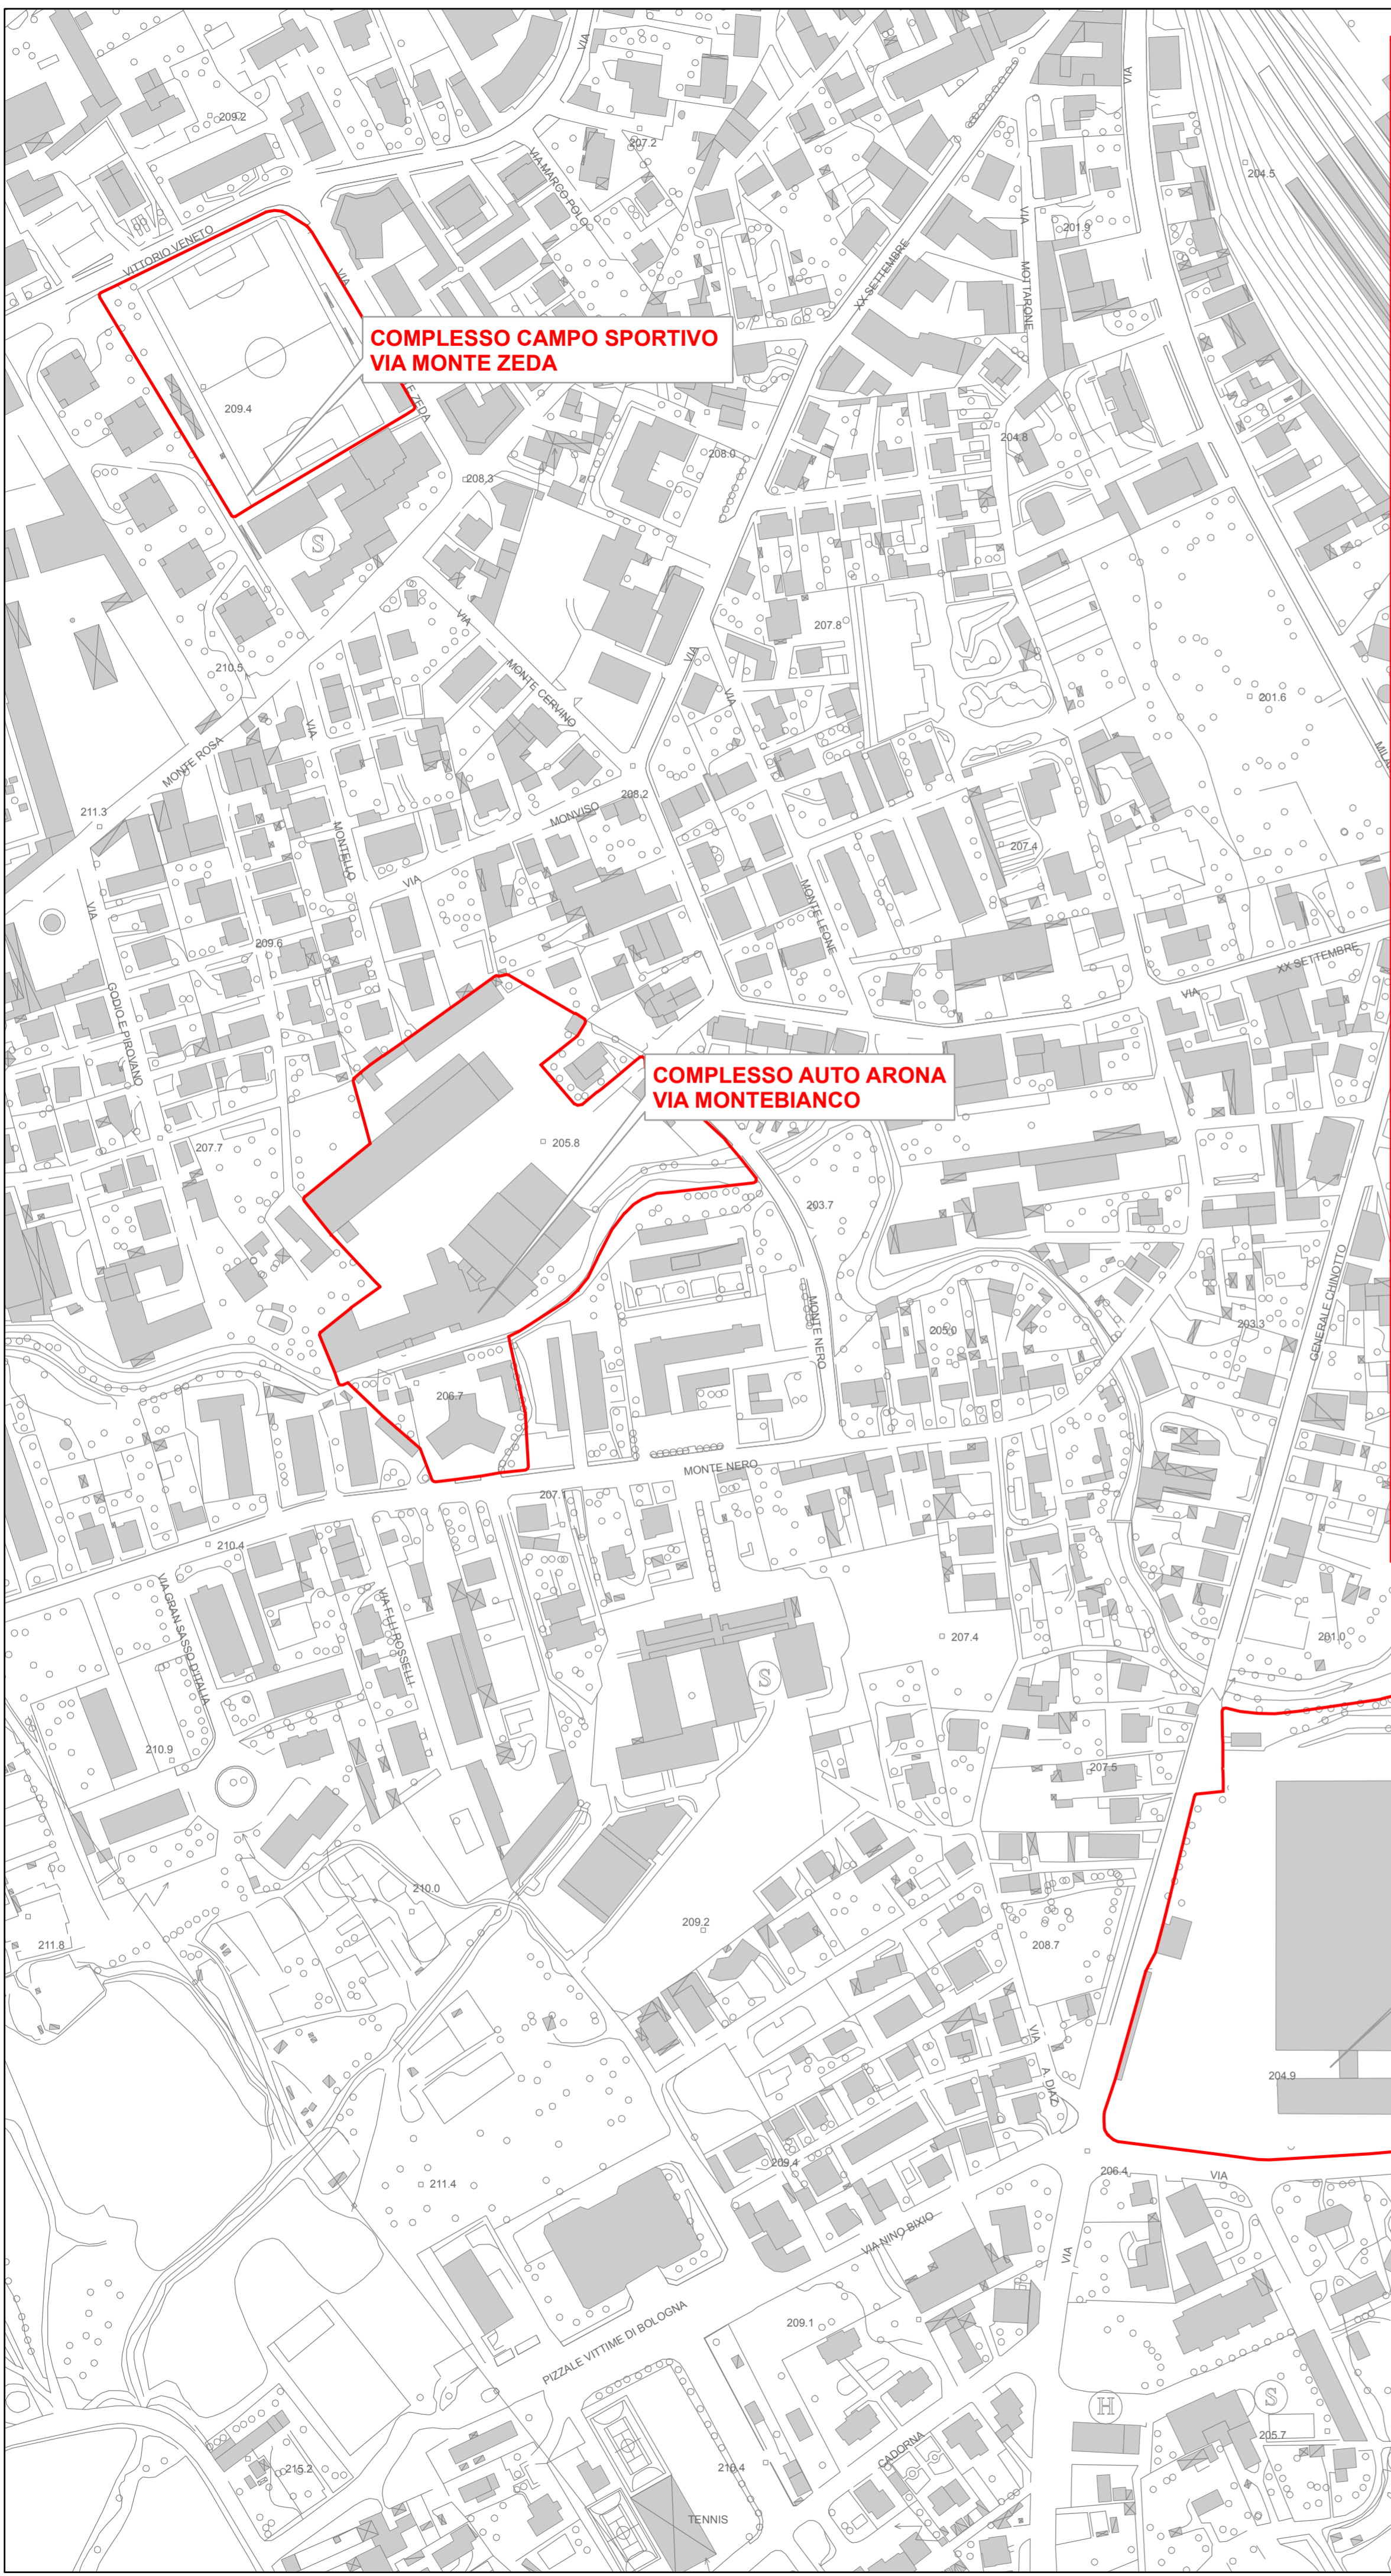 VIA
VIA
209.2
207.2
VIA MARCO POLO
204.5
VITTORIO VENETO
VIA
201.9
VIA
MOTTARONE
XX SETTEMBRE
VIA
COMPLESSO CAMPO SPORTIVO
VIA MONTE ZEDA
E ZEDA
209.4
204.8
208.0
208.3
S
VIA
207.8
VIA
210.5
MONTE CERVINO
VIA
201.6
VIA
MONTE ROSA
208.2
211.3
MONVISO
MONTELLO
207.4
VIA
MONTE LEONE
VIA
209.6
XX SETTEMBRE
VIA
GODIO E PIROVANO
COMPLESSO AUTO ARONA
VIA MONTEBIANCO
205.8
207.7
203.7
GENERALE CHINOTTO
MONTE NERO
205.0
203.3
206.7
MONTE NERO
207.1
210.4
VIA GRAN SASSO D'ITALIA
VIA F.LLI ROSSELLI
207.4
201.0
S
210.9
207.5
210.0
209.2
211.8
208.7
VIA
A. DIAZ
204.9
209.4
206.4
VIA
211.4
VIA NINO BIXIO
VIA
PIZZALE VITTIME DI BOLOGNA
209.1
H
S
205.7
CADORNA
215.2
210.4
TENNIS